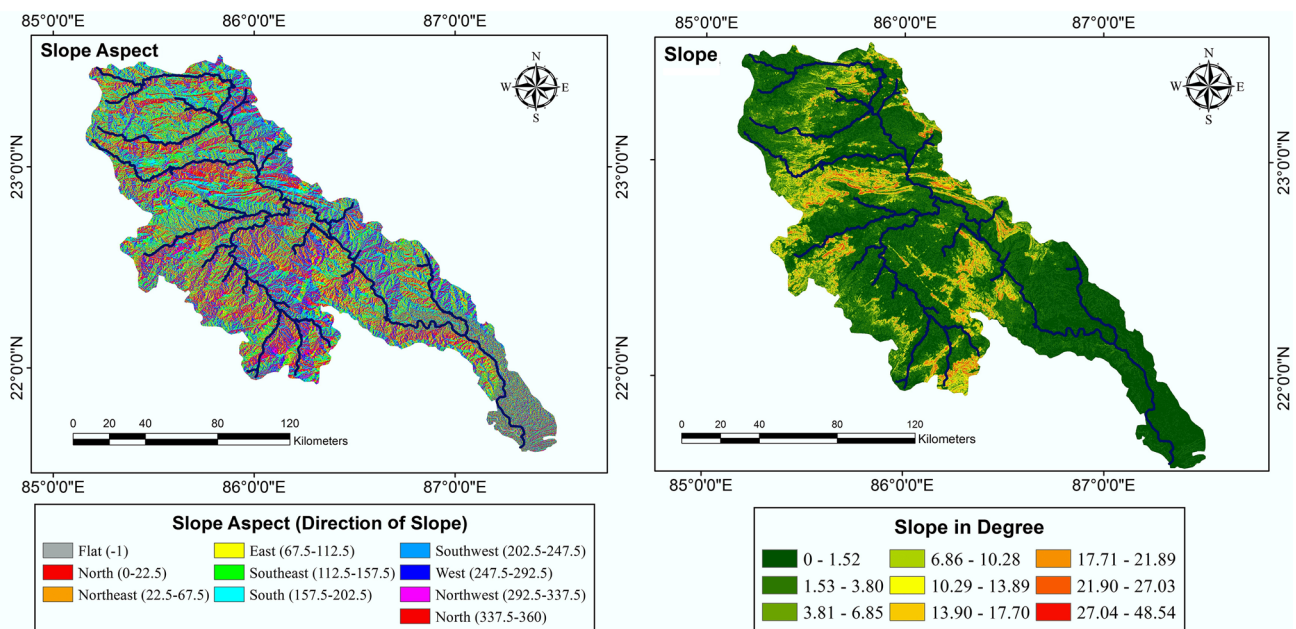 85°0'0"E 86°0'0"E 87°0'0"E
Slope Aspect
N
W E
S
23°0'0"N
22°0'0"N
0 20 40 80 120
Kilometers
85°0'0"E 86°0'0"E 87°0'0"E
Slope Aspect (Direction of Slope)
Flat (-1)
North (0-22.5)
Northeast (22.5-67.5)
East (67.5-112.5)
Southeast (112.5-157.5)
South (157.5-202.5)
Southwest (202.5-247.5)
West (247.5-292.5)
Northwest (292.5-337.5)
North (337.5-360)
85°0'0"E 86°0'0"E 87°0'0"E
Slope
N
W E
S
23°0'0"N
22°0'0"N
0 20 40 80 120
Kilometers
85°0'0"E 86°0'0"E 87°0'0"E
Slope in Degree
0 - 1.52
1.53 - 3.80
3.81 - 6.85
6.86 - 10.28
10.29 - 13.89
13.90 - 17.70
17.71 - 21.89
21.90 - 27.03
27.04 - 48.54